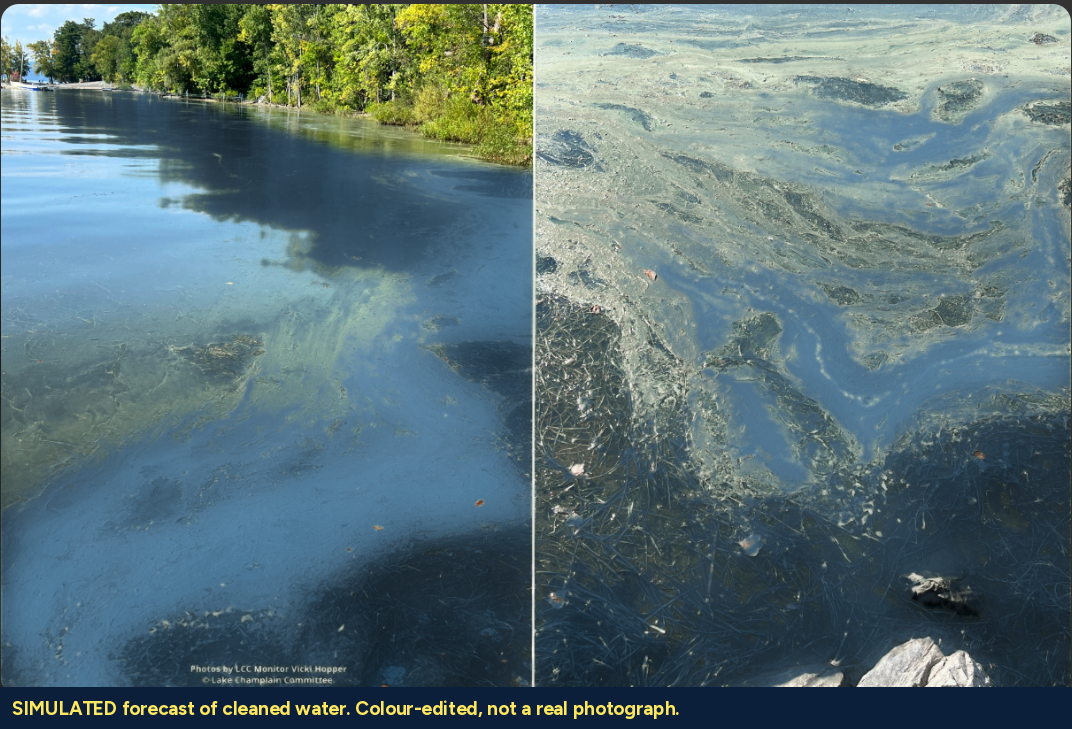 Photos by LCC Monitor Vicki Hopper
©Lake Champlain Committee.
SIMULATED forecast of cleaned water. Colour-edited, not a real photograph.